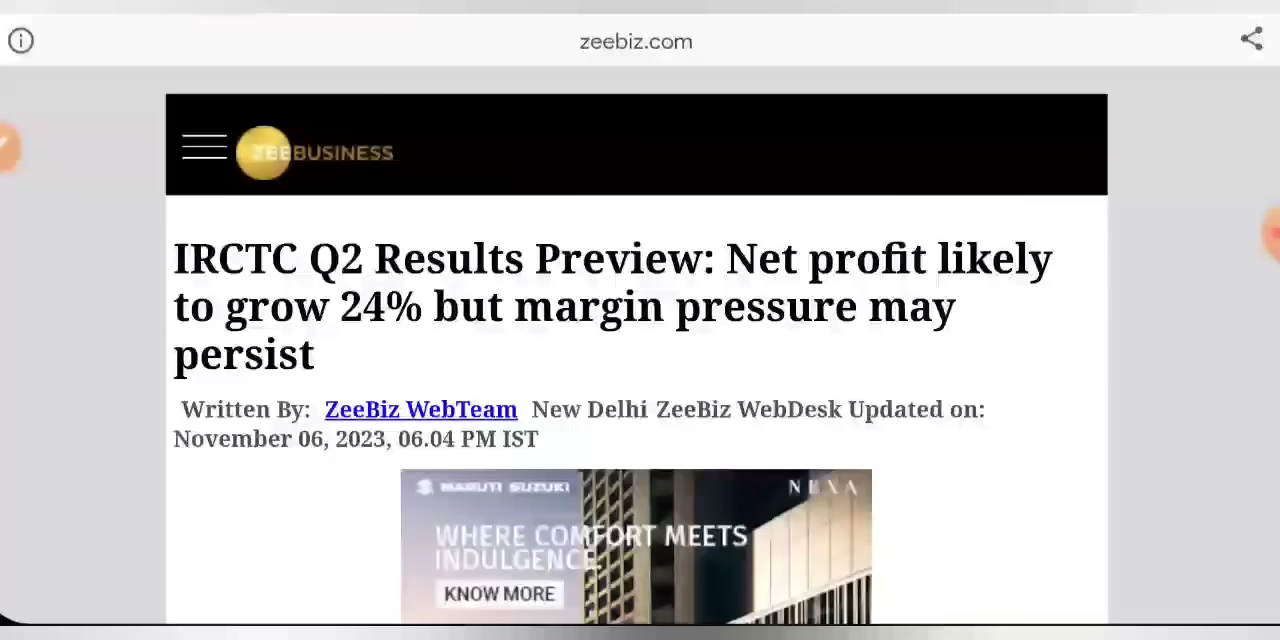 zeebiz.com
ZEEBUSINESS
IRCTC Q2 Results Preview: Net profit likely
to grow 24% but margin pressure may
persist
Written By: ZeeBiz WebTeam New Delhi ZeeBiz WebDesk Updated on:
November 06, 2023, 06.04 PM IST
MARUTI SUZUKI
NEXA
WHERE COMFORT MEETS
INDULGENCE.
KNOW MORE